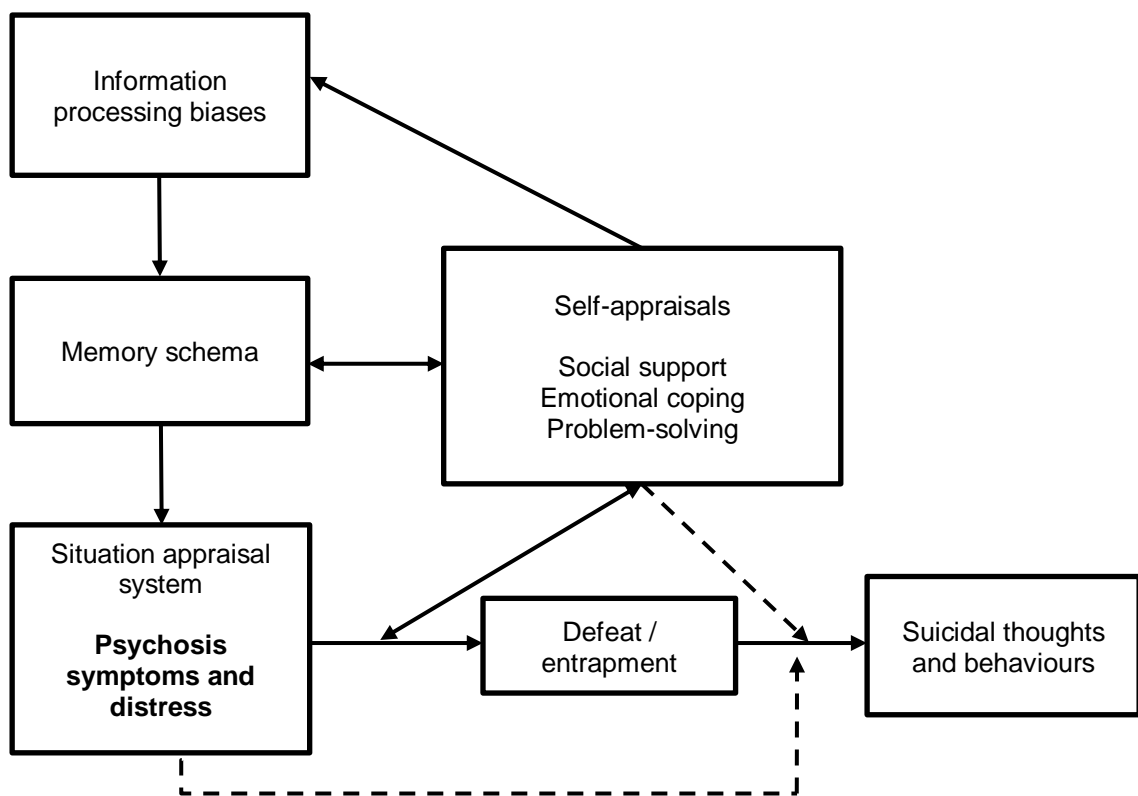 Information
processing biases
Memory schema
Self-appraisals
Social support
Emotional coping
Problem-solving
Situation appraisal
system
Psychosis
symptoms and
distress
Defeat /
entrapment
Suicidal thoughts
and behaviours